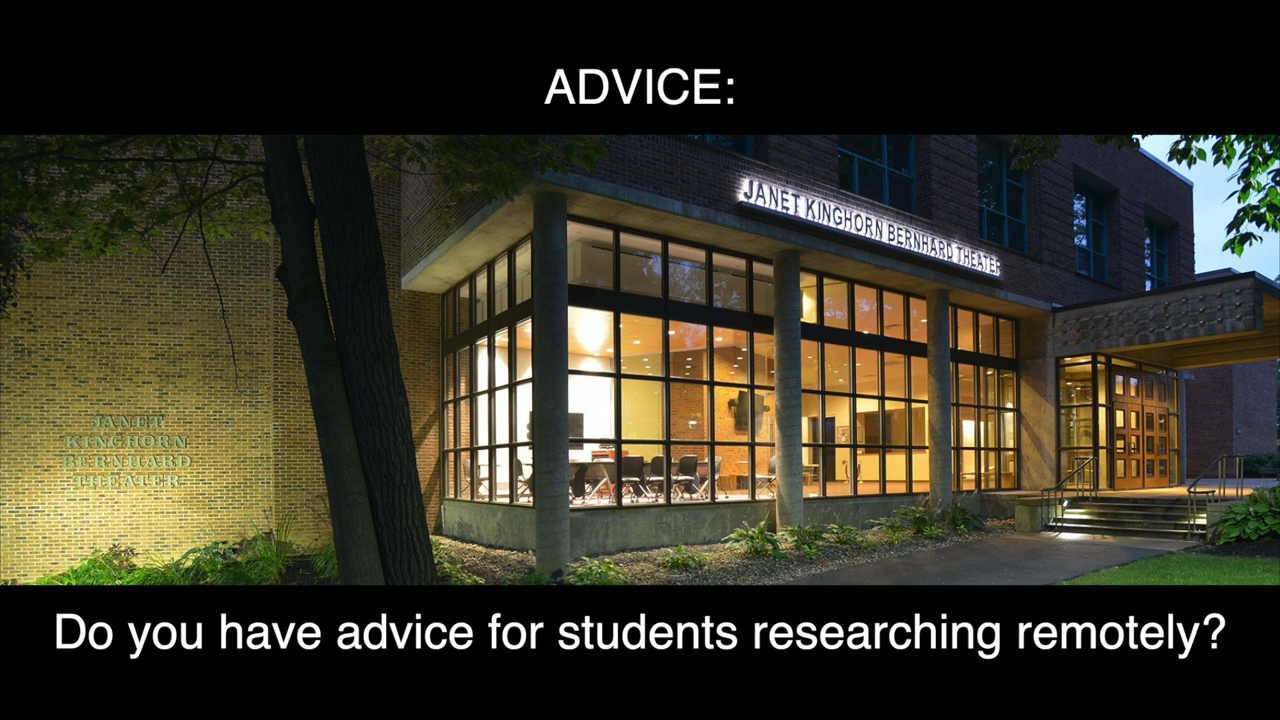 ADVICE:
JANET KINGHORN BERNHARD THEATER
JANET
KINGHORN
BERNHARD
THEATER
Do you have advice for students researching remotely?